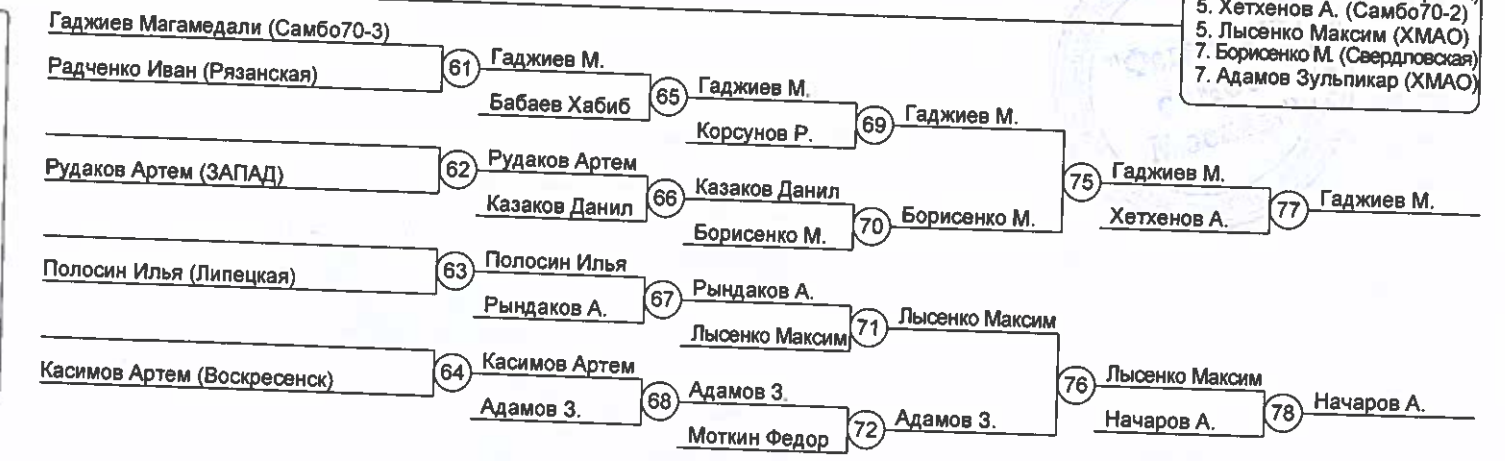 5. Хетхенов А. (Самбо70-2)
5. Лысенко Максим (ХМАО)
7. Борисенко М. (Свердловская)
7. Адамов Зульпикар (ХМАО)
Гаджиев Магамедали (Самбо70-3)
Радченко Иван (Рязанская)
61
Гаджиев М.
Бабаев Хабиб
65
Гаджиев М.
Корсунов Р.
69
Гаджиев М.
Рудаков Артем (ЗАПАД)
62
Рудаков Артем
Казаков Данил
66
Казаков Данил
Борисенко М.
70
Борисенко М.
75
Гаджиев М.
Хетхенов А.
77
Гаджиев М.
Полосин Илья (Липецкая)
63
Полосин Илья
Рындаков А.
67
Рындаков А.
Лысенко Максим
71
Лысенко Максим
Касимов Артем (Воскресенск)
64
Касимов Артем
Адамов З.
68
Адамов З.
Моткин Федор
72
Адамов З.
76
Лысенко Максим
Начаров А.
78
Начаров А.